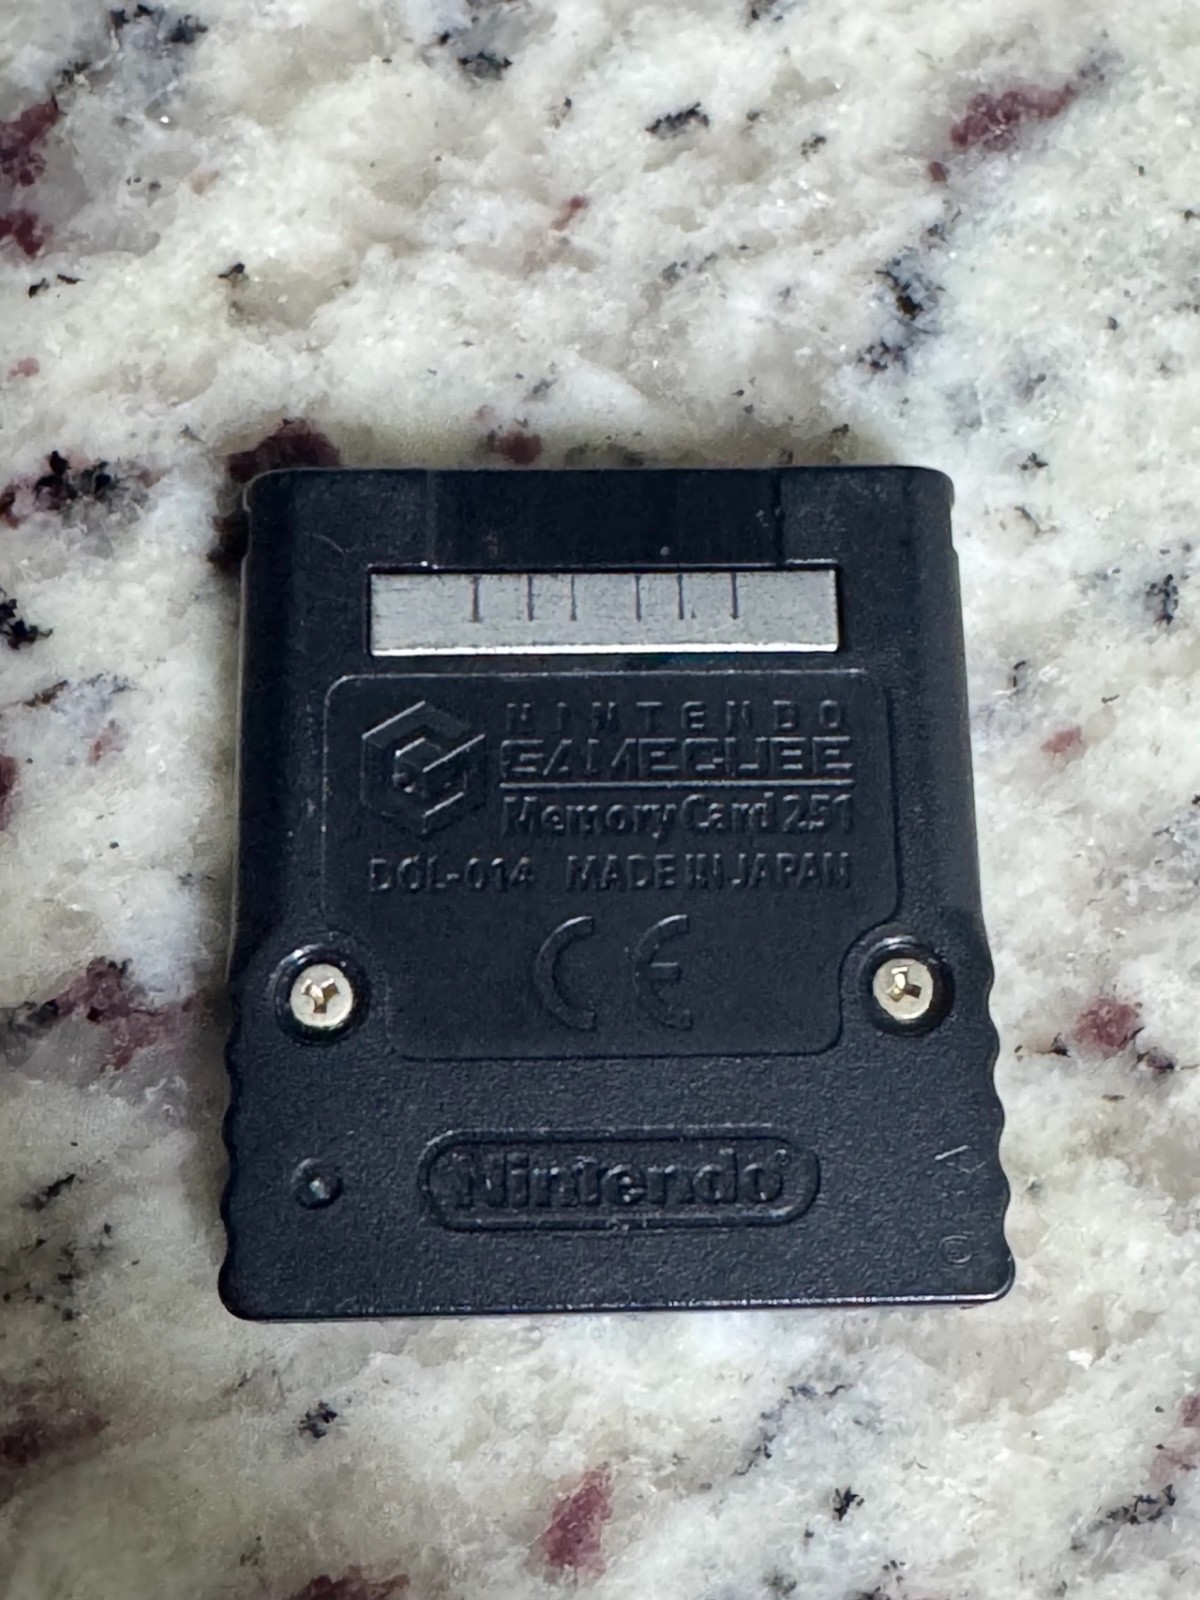 NINTENDO
GAMECUBE
Memory Card 251
DOL-014 MADE IN JAPAN
CE
Nintendo®